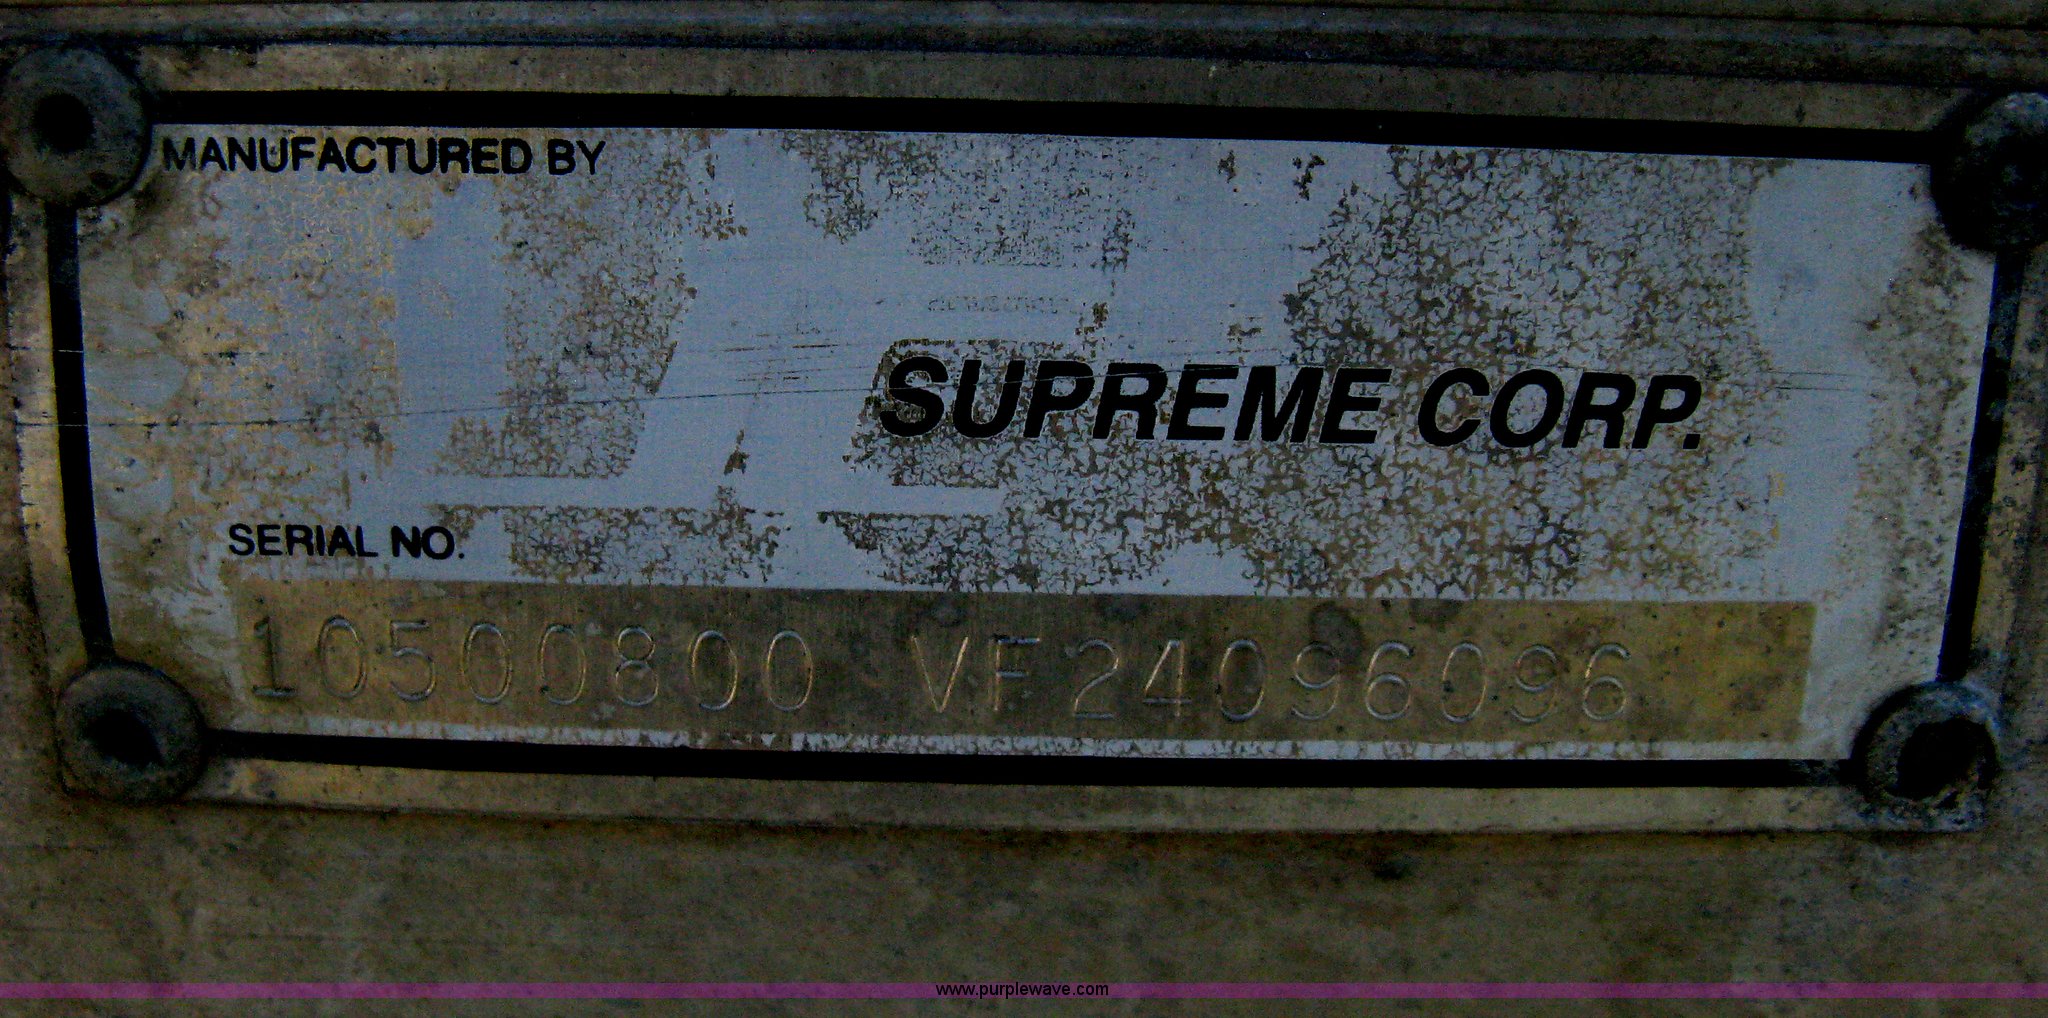 MANUFACTURED BY
SUPREME CORP.
SERIAL NO.
10500800 VF24096096
www.purplewave.com